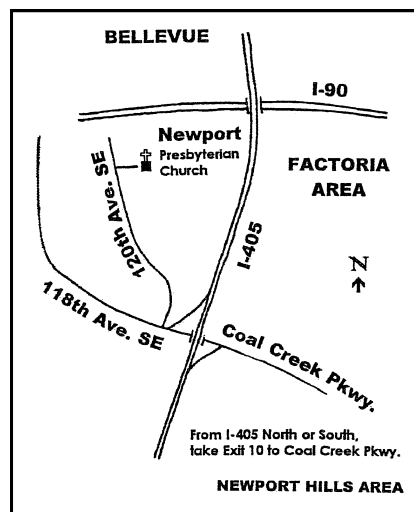 BELLEVUE
I-90
Newport
Presbyterian
Church
FACTORIA
AREA
120th Ave. SE
I-405
N
118th Ave. SE
Coal Creek Pkwy.
From I-405 North or South,
take Exit 10 to Coal Creek Pkwy.
NEWPORT HILLS AREA